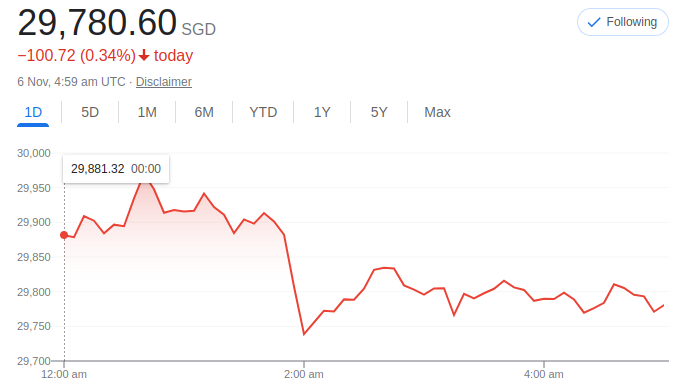 29,780.60 SGD
Following
−100.72 (0.34%) today
6 Nov, 4:59 am UTC · Disclaimer
1D 5D 1M 6M YTD 1Y 5Y Max
30,000
29,881.32 00:00
29,950
29,900
29,850
29,800
29,750
29,700
12:00 am 2:00 am 4:00 am